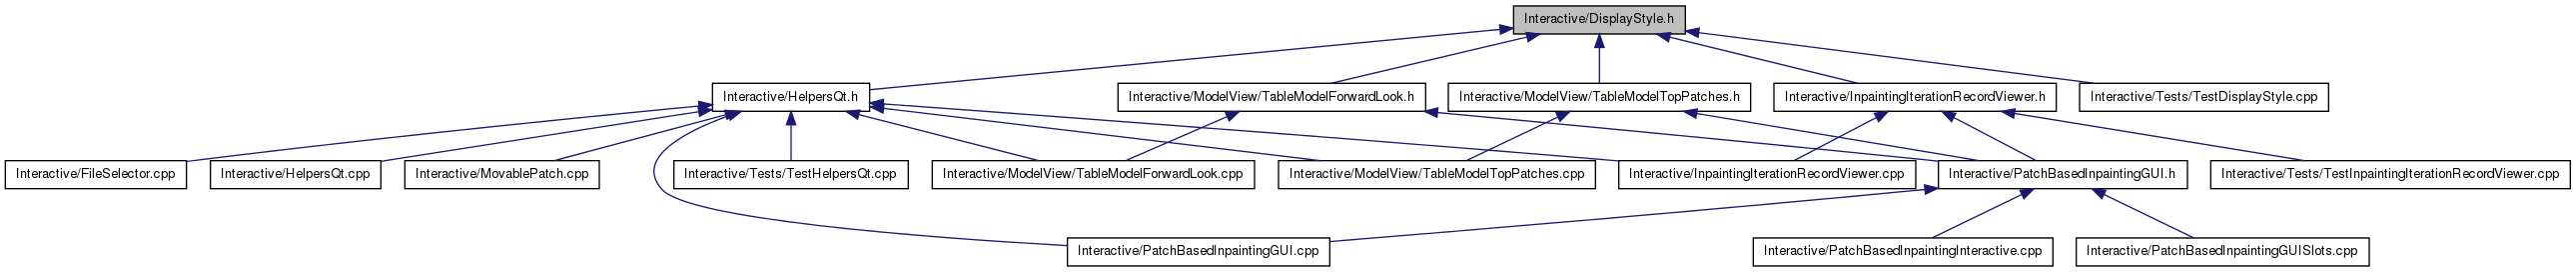 Interactive/DisplayStyle.h
Interactive/HelpersQt.h
Interactive/ModelView/TableModelForwardLook.h
Interactive/ModelView/TableModelTopPatches.h
Interactive/InpaintingIterationRecordViewer.h
Interactive/Tests/TestDisplayStyle.cpp
Interactive/FileSelector.cpp
Interactive/HelpersQt.cpp
Interactive/MovablePatch.cpp
Interactive/Tests/TestHelpersQt.cpp
Interactive/ModelView/TableModelForwardLook.cpp
Interactive/ModelView/TableModelTopPatches.cpp
Interactive/InpaintingIterationRecordViewer.cpp
Interactive/PatchBasedInpaintingGUI.h
Interactive/Tests/TestInpaintingIterationRecordViewer.cpp
Interactive/PatchBasedInpaintingGUI.cpp
Interactive/PatchBasedInpaintingInteractive.cpp
Interactive/PatchBasedInpaintingGUISlots.cpp